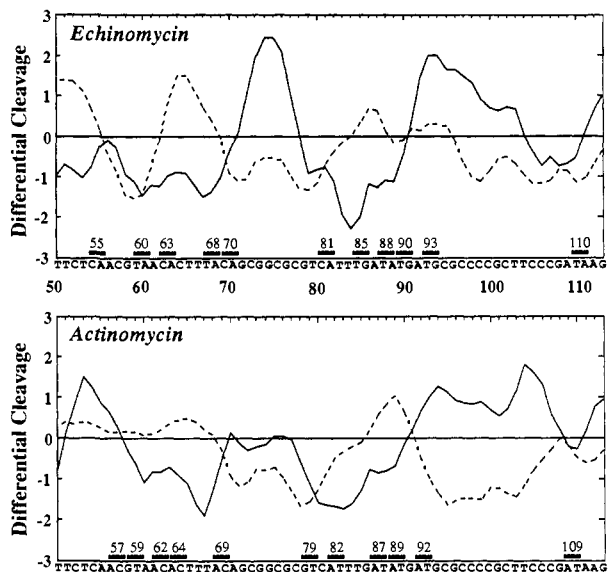 Echinomycin
Differential Cleavage
3
2
1
0
-1
-2
-3
55 60 63 68 70 81 85 88 90 93 110
TTCTCAACGTAACACTTTACAGCGGCGCGTCATTTGATATGATGCGCCCCGCTTCCCGATAAG
50 60 70 80 90 100 110
Actinomycin
Differential Cleavage
3
2
1
0
-1
-2
-3
57 59 62 64 69 79 82 87 89 92 109
TTCTCAACGTAACACTTTACAGCGGCGCGTCATTTGATATGATGCGCCCCGCTTCCCGATAAG